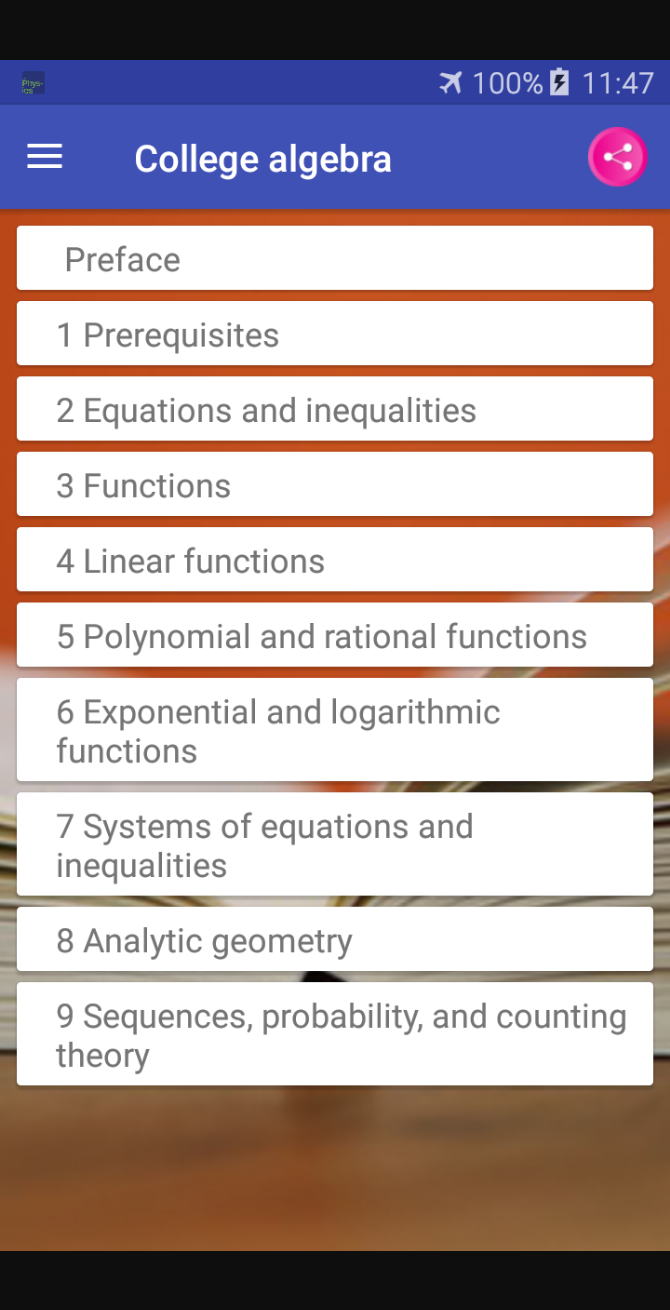 Phys-
ics
100% 11:47
College algebra
Preface
1 Prerequisites
2 Equations and inequalities
3 Functions
4 Linear functions
5 Polynomial and rational functions
6 Exponential and logarithmic
functions
7 Systems of equations and
inequalities
8 Analytic geometry
9 Sequences, probability, and counting
theory